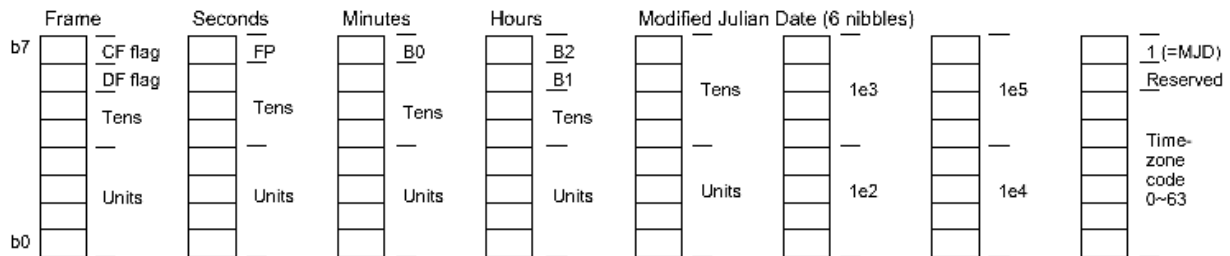 Frame Seconds Minutes Hours Modified Julian Date (6 nibbles)
b7 CF flag FP B0 B2 1 (=MJD)
DF flag B1 Tens 1e3 1e5 Reserved
Tens Tens Tens Tens
Time-
zone
Units Units Units Units Units 1e2 1e4 code
0~63
b0